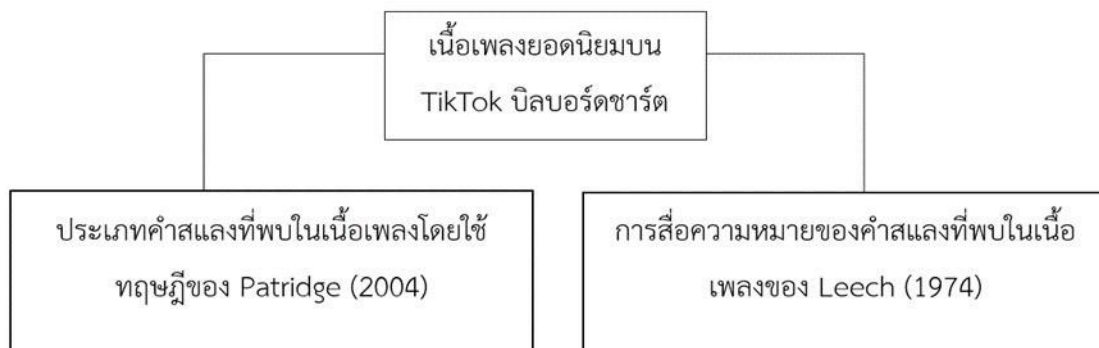 เนื้อเพลงยอดนิยมบน
TikTok บิลบอร์ดชาร์ต
ประเภทคำสแลงที่พบในเนื้อเพลงโดยใช้
ทฤษฎีของ Patridge (2004)
การสื่อความหมายของคำสแลงที่พบในเนื้อ
เพลงของ Leech (1974)